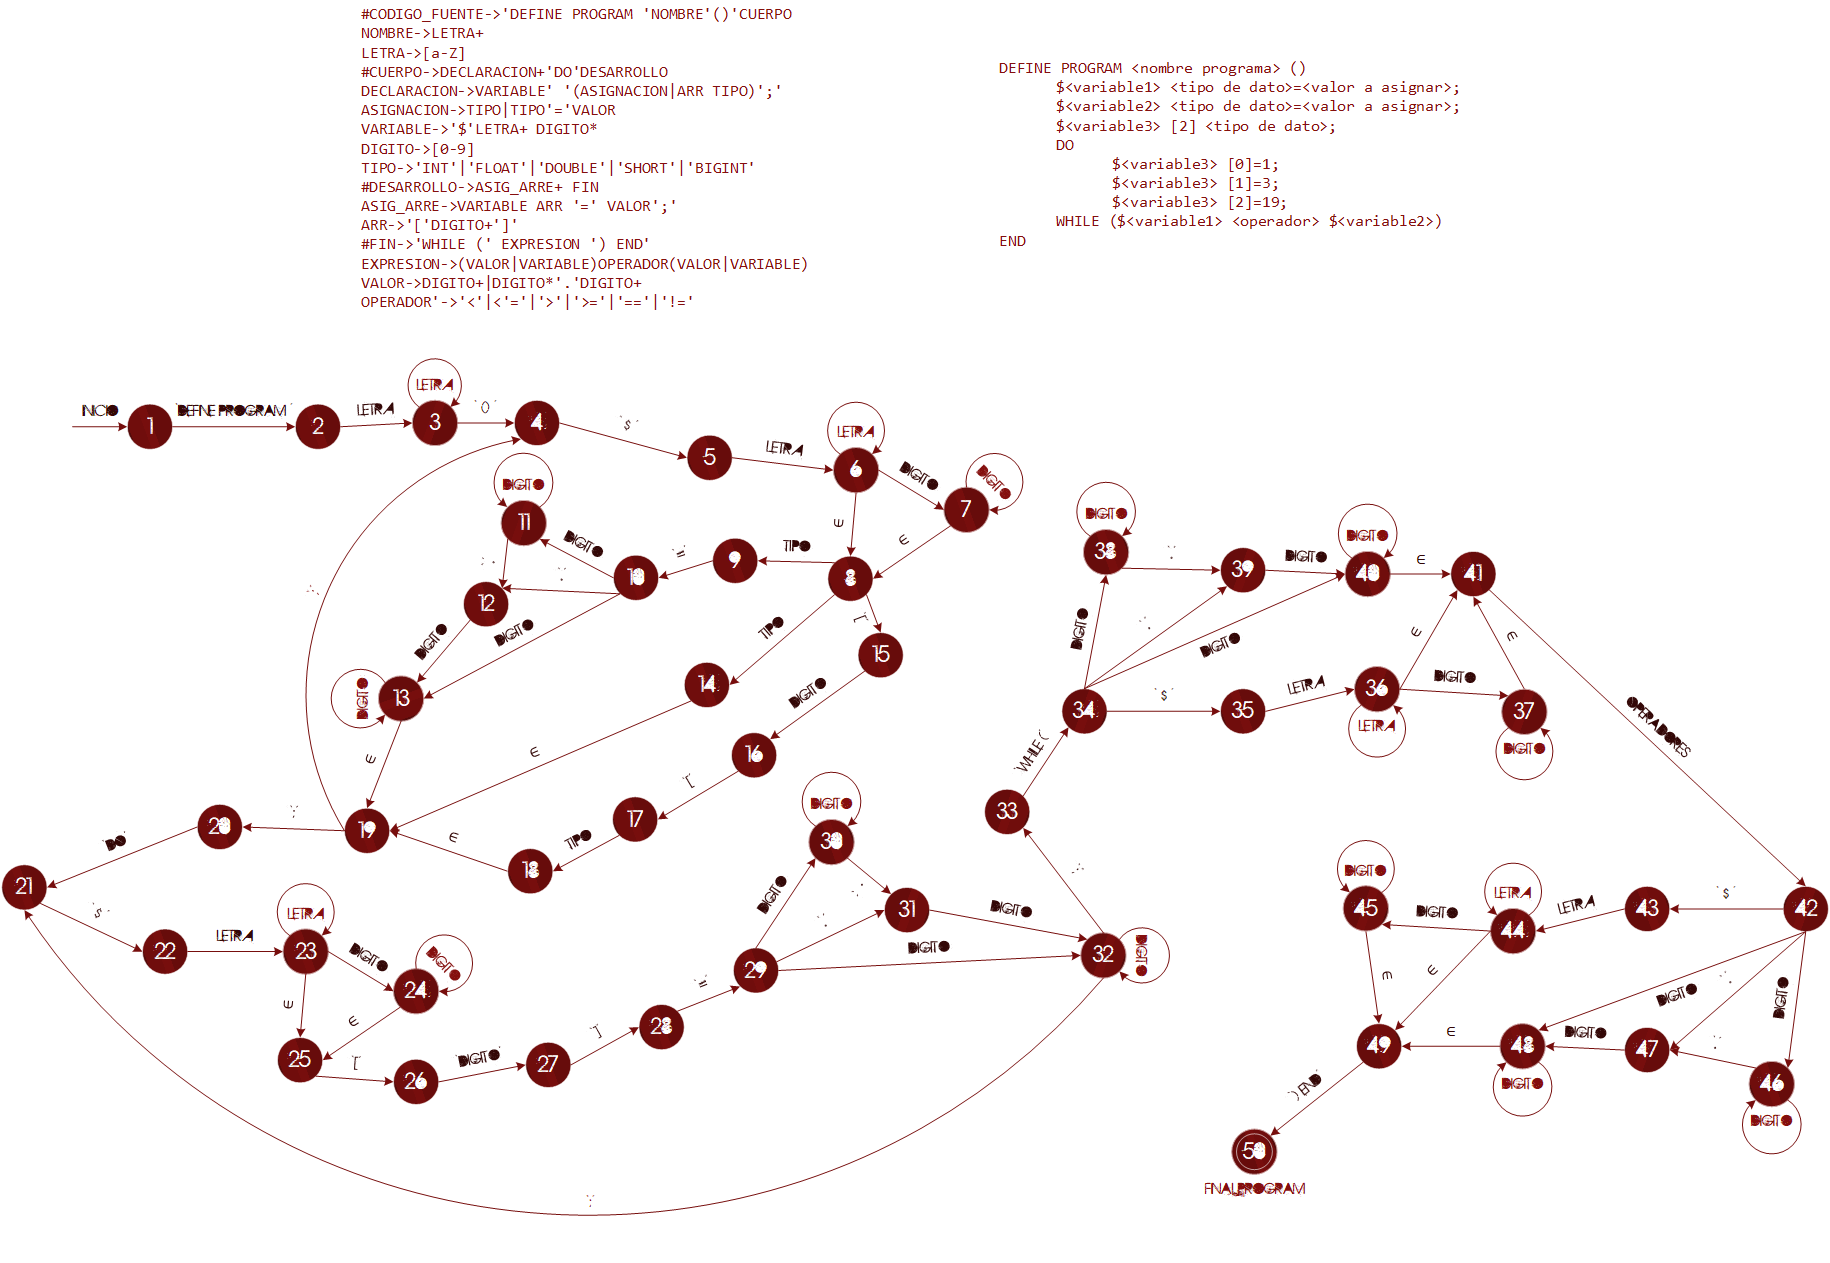 #CODIGO_FUENTE->'DEFINE PROGRAM 'NOMBRE'()'CUERPO
NOMBRE->LETRA+
LETRA->[a-Z]
#CUERPO->DECLARACION+'DO'DESARROLLO
DECLARACION->VARIABLE' '(ASIGNACION|ARR TIPO)';'
ASIGNACION->TIPO|TIPO'='VALOR
VARIABLE->'$'LETRA+ DIGITO*
DIGITO->[0-9]
TIPO->'INT'|'FLOAT'|'DOUBLE'|'SHORT'|'BIGINT'
#DESARROLLO->ASIG_ARRE+ FIN
ASIG_ARRE->VARIABLE ARR '=' VALOR';'
ARR->'['DIGITO+']'
#FIN->'WHILE (' EXPRESION ') END'
EXPRESION->(VALOR|VARIABLE)OPERADOR(VALOR|VARIABLE)
VALOR->DIGITO+|DIGITO*'.'DIGITO+
OPERADOR'->'<'|<'='|'>'|'>='|'=='|'!='
DEFINE PROGRAM <nombre programa> ()
$<variable1> <tipo de dato>=<valor a asignar>;
$<variable2> <tipo de dato>=<valor a asignar>;
$<variable3> [2] <tipo de dato>;
DO
$<variable3> [0]=1;
$<variable3> [1]=3;
$<variable3> [2]=19;
WHILE ($<variable1> <operador> $<variable2>)
END
INICIO
1
`DEFINE PROGRAM ´
2
LETRA
3
LETRA
`()´
4
`$´
5
LETRA
6
LETRA
DIGITO
7
DIGITO
∈
∈
8
TIPO
9
`=´
10
DIGITO
11
DIGITO
12
DIGITO
DIGITO
13
DIGITO
TIPO
14
15
DIGITO
16
17
TIPO
18
∈
∈
∈
19
20
`DO´
21
`$´
22
LETRA
23
LETRA
DIGITO
24
DIGITO
∈
∈
25
`[´
26
`DIGITO´
27
`]´
28
`=´
29
DIGITO
30
DIGITO
31
DIGITO
DIGITO
32
DIGITO
33
`WHILE (´
34
DIGITO
38
DIGITO
39
DIGITO
40
DIGITO
∈
41
DIGITO
`$´
35
LETRA
36
LETRA
DIGITO
37
DIGITO
∈
∈
OPERADORES
42
`$´
43
LETRA
44
LETRA
DIGITO
45
DIGITO
∈
∈
DIGITO
DIGITO
46
DIGITO
47
DIGITO
48
DIGITO
∈
49
`) END´
50
FINAL_PROGRAM